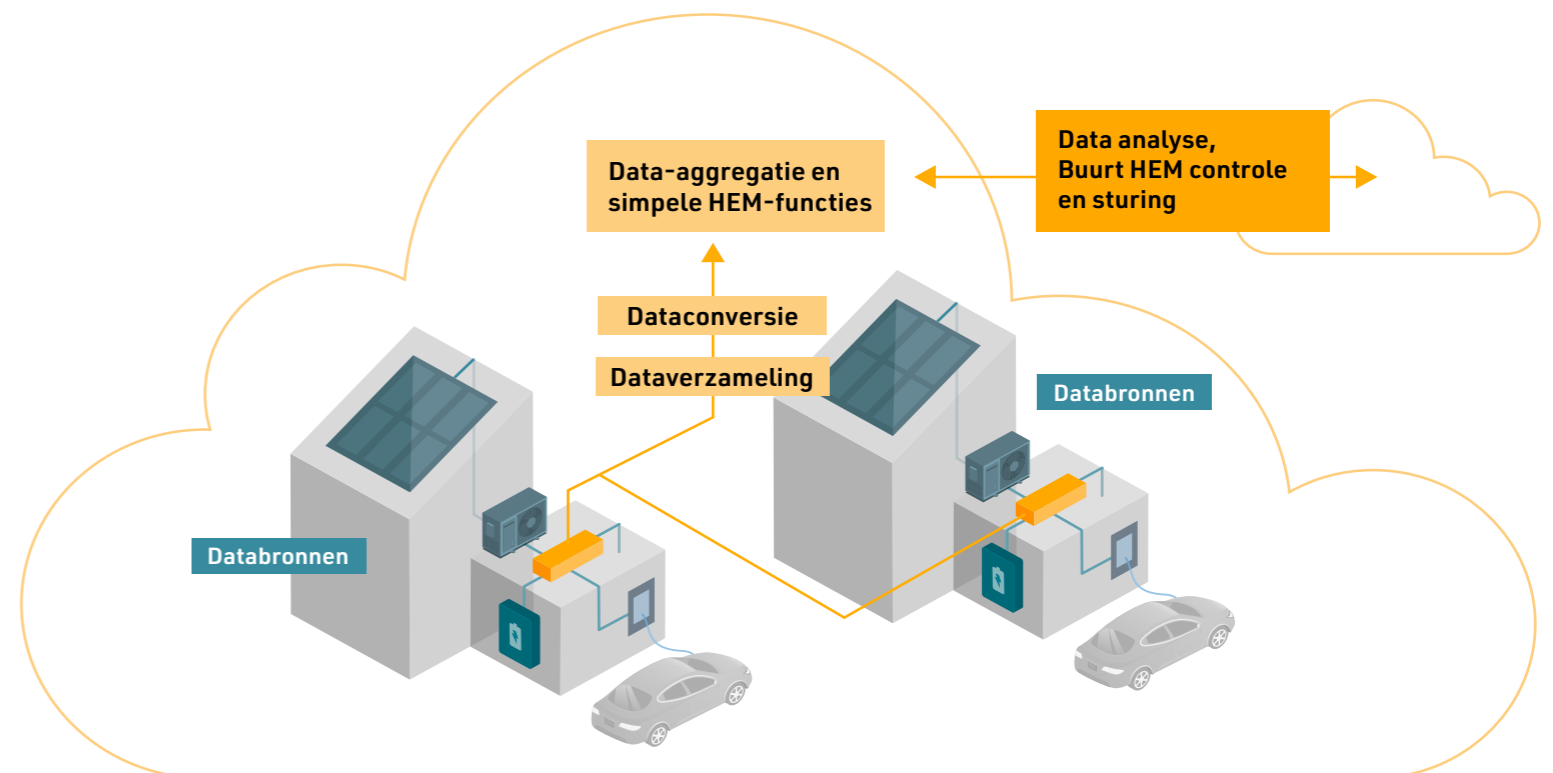 Data-aggregatie en
simpele HEM-functies
Data analyse,
Buurt HEM controle
en sturing
Dataconversie
Dataverzameling
Databronnen
Databronnen